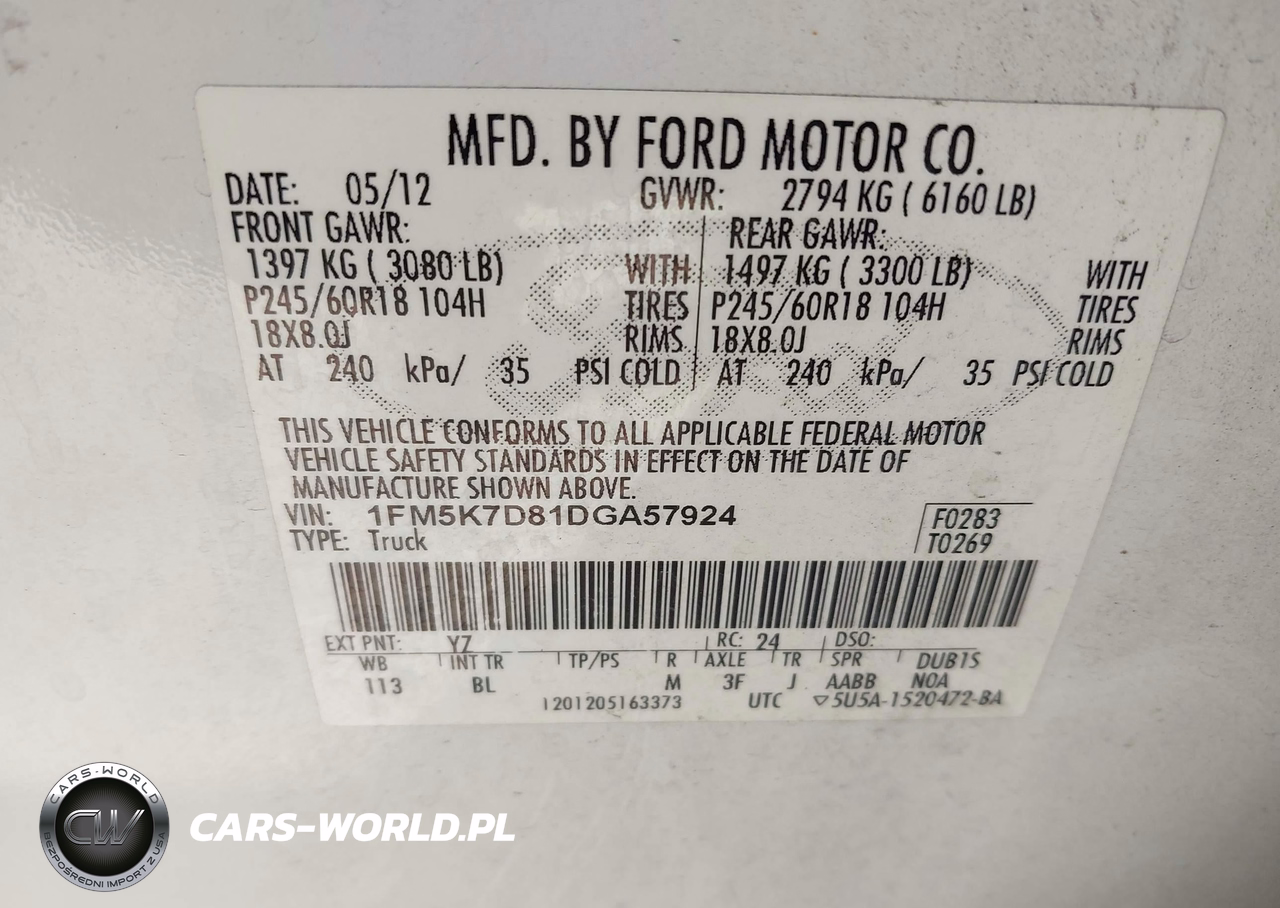 MFD. BY FORD MOTOR CO.
DATE: 05/12 GVWR: 2794 KG ( 6160 LB)
FRONT GAWR: REAR GAWR:
1397 KG ( 3080 LB) WITH 1497 KG ( 3300 LB) WITH
P245/60R18 104H TIRES P245/60R18 104H TIRES
18X8.0J RIMS 18X8.0J RIMS
AT 240 kPa/ 35 PSI COLD AT 240 kPa/ 35 PSI COLD
THIS VEHICLE CONFORMS TO ALL APPLICABLE FEDERAL MOTOR
VEHICLE SAFETY STANDARDS IN EFFECT ON THE DATE OF
MANUFACTURE SHOWN ABOVE.
VIN: 1FM5K7D81DGA57924 F0283
TYPE: Truck T0269
EXT PNT: YZ RC: 24 DSO:
WB INT TR TP/PS R AXLE TR SPR DUB1S
113 BL M 3F J AABB NOA
1201205163373 UTC ▽5U5A-1520472-BA
CARS-WORLD
CW
BEZPOŚREDNI IMPORT Z USA
CARS-WORLD.PL